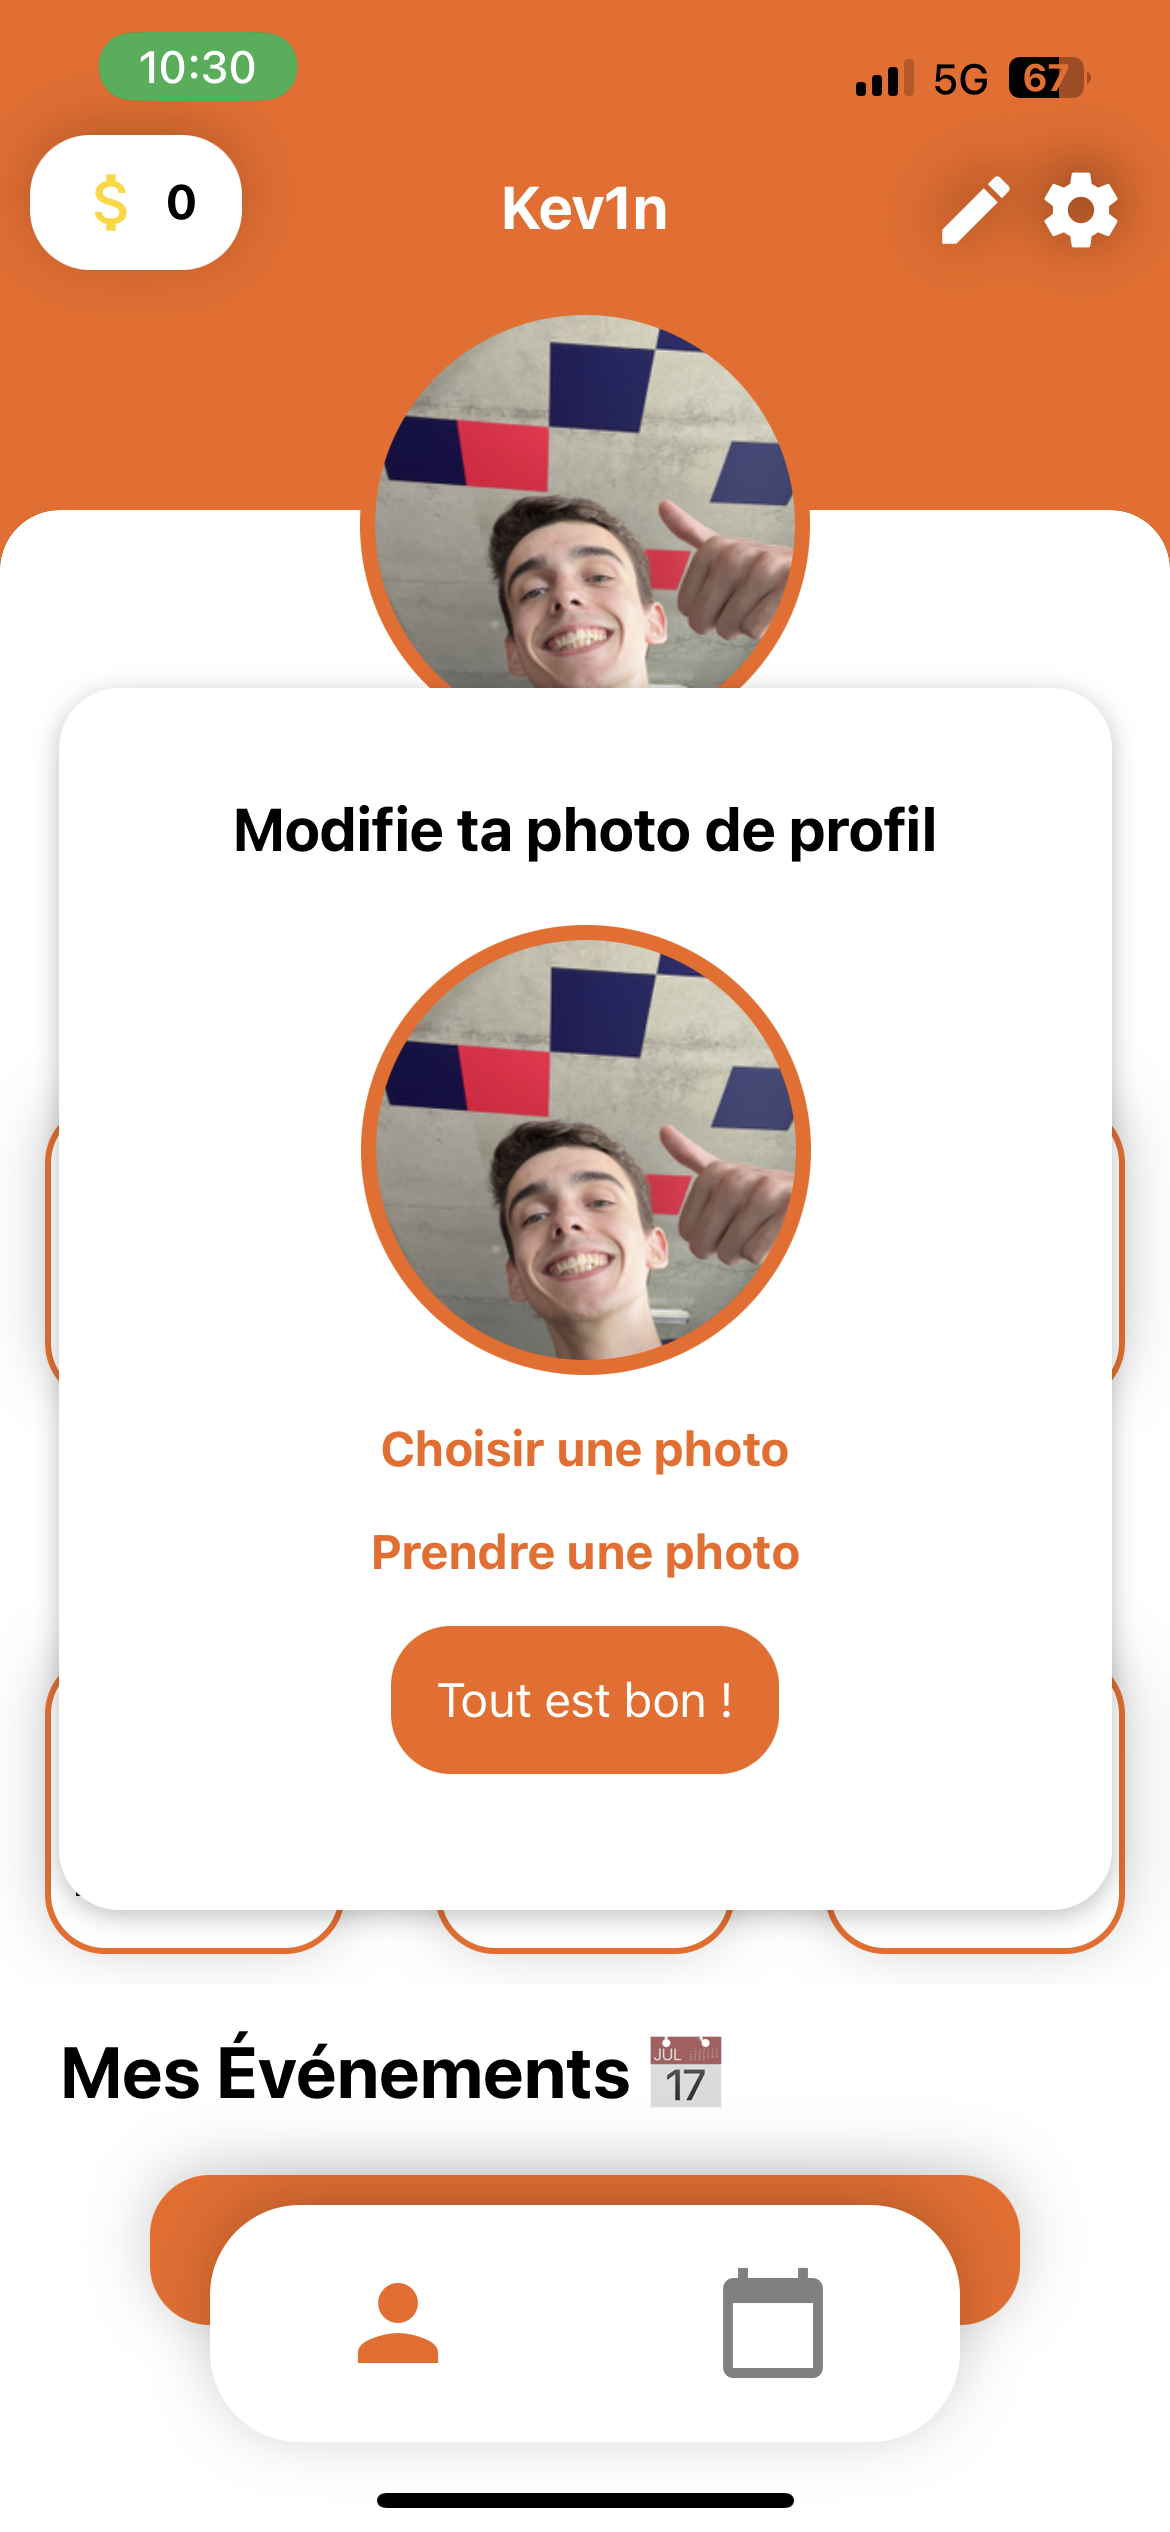 10:30
5G
67
$ 0
Kev1n
Modifie ta photo de profil
Choisir une photo
Prendre une photo
Tout est bon !
Mes Événements
JUL
17